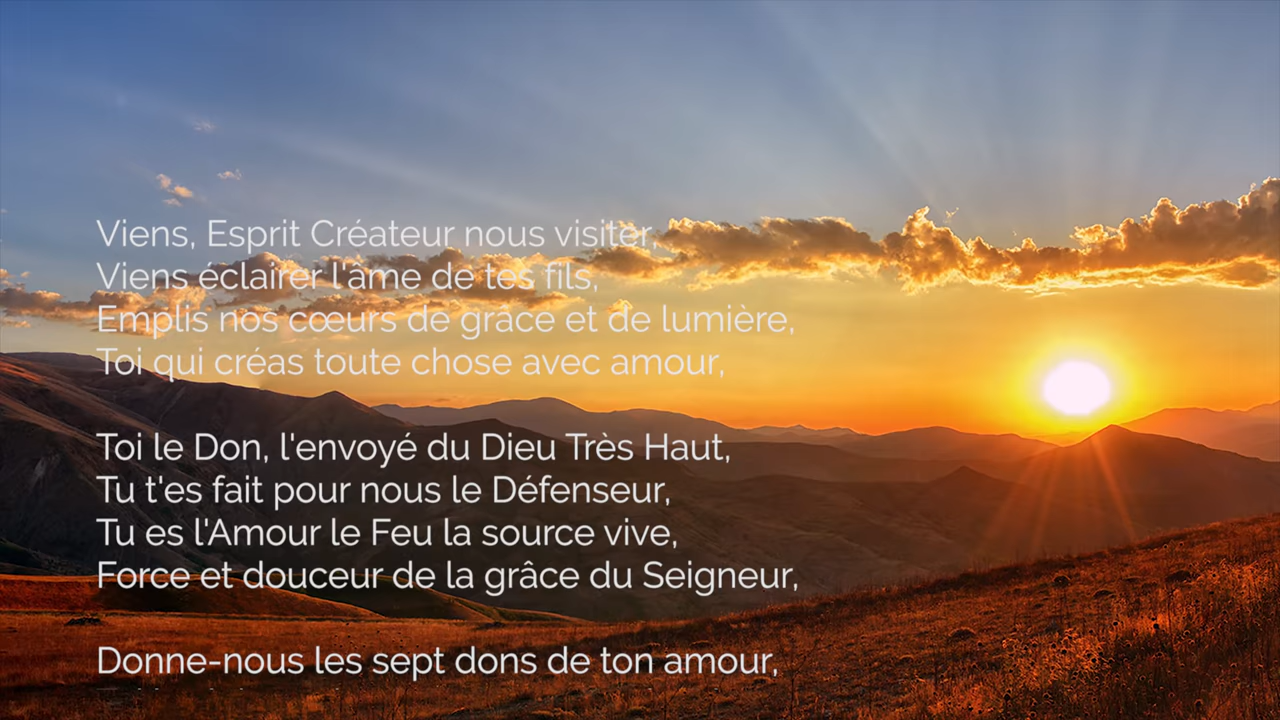 Viens, Esprit Créateur nous visiter,
Viens éclairer l'âme de tes fils,
Emplis nos cœurs de grâce et de lumière,
Toi qui créas toute chose avec amour,
Toi le Don, l'envoyé du Dieu Très Haut,
Tu t'es fait pour nous le Défenseur,
Tu es l'Amour le Feu la source vive,
Force et douceur de la grâce du Seigneur,
Donne-nous les sept dons de ton amour,